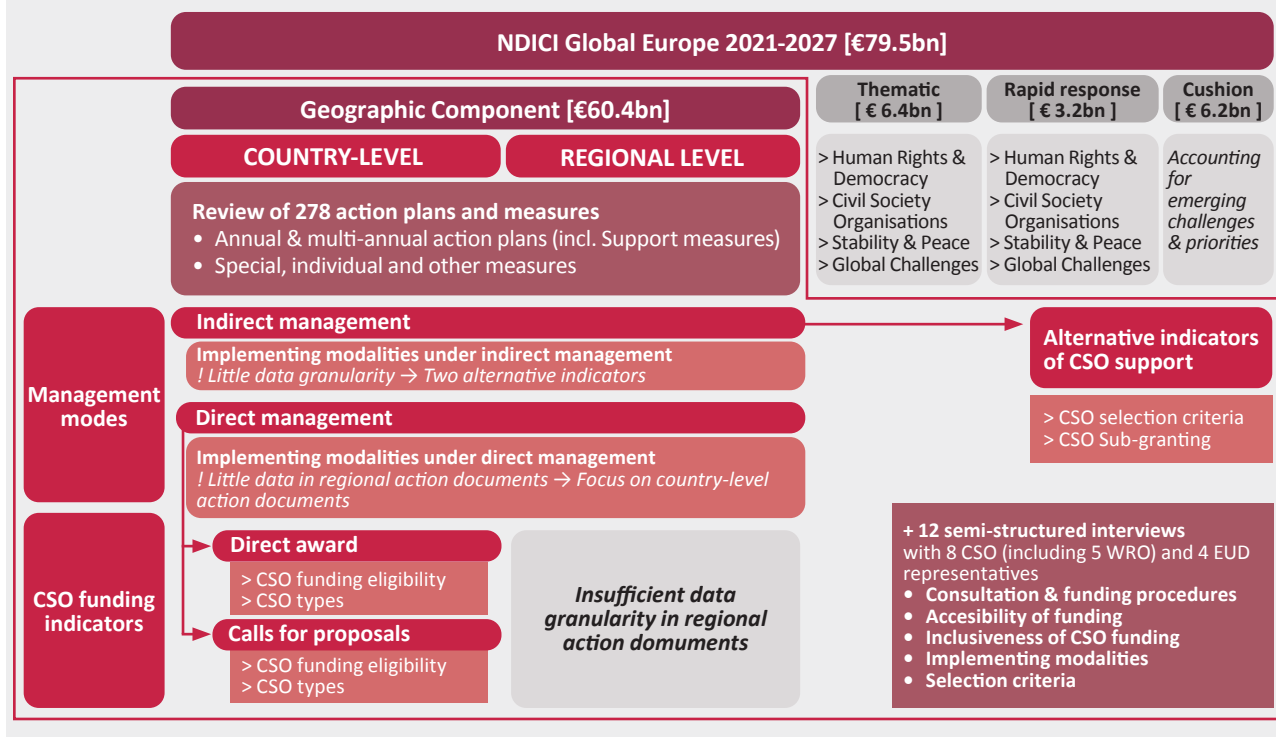 NDICI Global Europe 2021-2027 [€79.5bn]
Geographic Component [€60.4bn]
COUNTRY-LEVEL
REGIONAL LEVEL
Review of 278 action plans and measures
• Annual & multi-annual action plans (incl. Support measures)
• Special, individual and other measures
Thematic
[ € 6.4bn ]
> Human Rights &
Democracy
> Civil Society
Organisations
> Stability & Peace
> Global Challenges
Rapid response
[ € 3.2bn ]
> Human Rights &
Democracy
> Civil Society
Organisations
> Stability & Peace
> Global Challenges
Cushion
[ € 6.2bn ]
Accounting
for
emerging
challenges
& priorities
Management
modes
Indirect management
Implementing modalities under indirect management
! Little data granularity → Two alternative indicators
Alternative indicators
of CSO support
> CSO selection criteria
> CSO Sub-granting
Direct management
Implementing modalities under direct management
! Little data in regional action documents → Focus on country-level
action documents
CSO funding
indicators
Direct award
> CSO funding eligibility
> CSO types
Calls for proposals
> CSO funding eligibility
> CSO types
Insufficient data
granularity in regional
action domuments
+ 12 semi-structured interviews
with 8 CSO (including 5 WRO) and 4 EUD
representatives
• Consultation & funding procedures
• Accesibility of funding
• Inclusiveness of CSO funding
• Implementing modalities
• Selection criteria